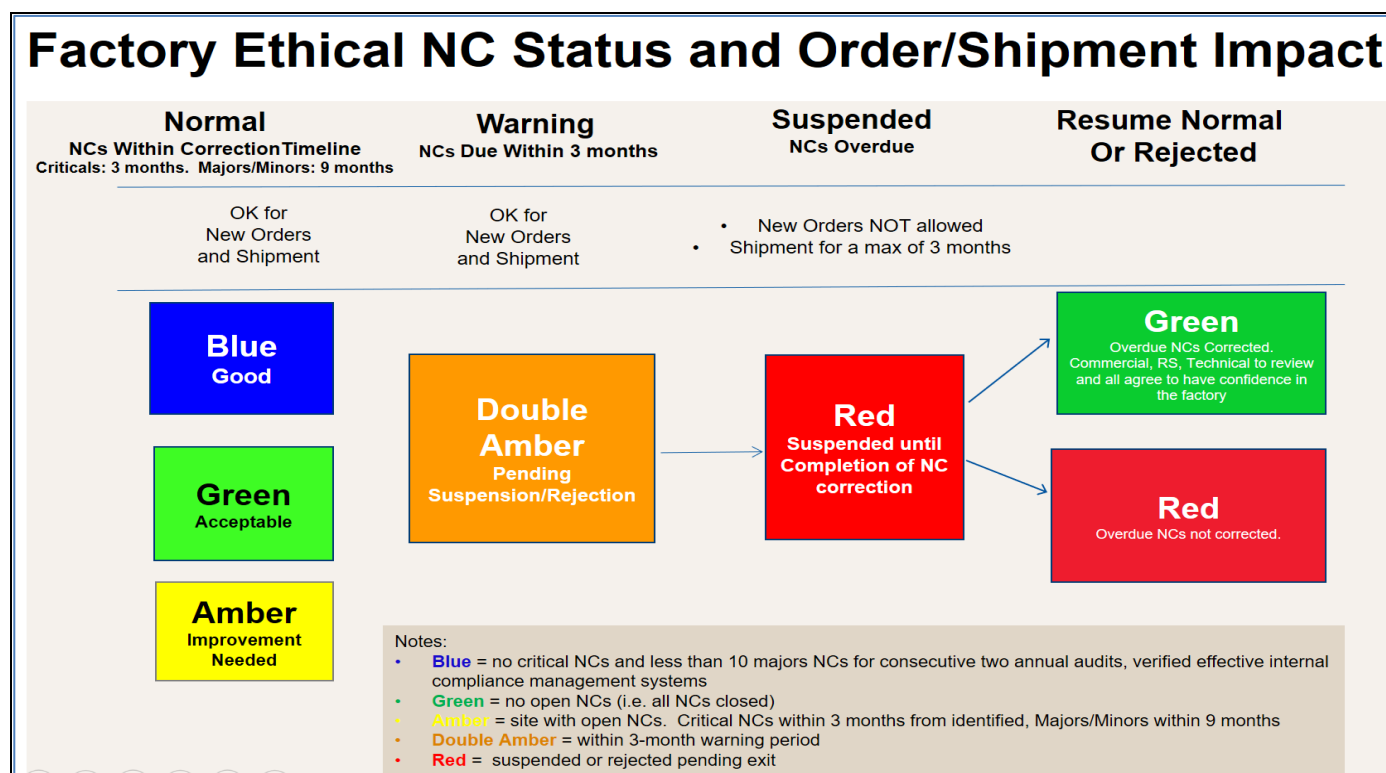 Factory Ethical NC Status and Order/Shipment Impact
Normal
NCs Within CorrectionTimeline
Criticals: 3 months.  Majors/Minors: 9 months
Warning
NCs Due Within 3 months
Suspended
NCs Overdue
Resume Normal
Or Rejected
OK for
New Orders
and Shipment
OK for
New Orders
and Shipment
• New Orders NOT allowed
• Shipment for a max of 3 months
Blue
Good
Green
Acceptable
Amber
Improvement
Needed
Double
Amber
Pending
Suspension/Rejection
Red
Suspended until
Completion of NC
correction
Green
Overdue NCs Corrected.
Commercial, RS, Technical to review
and all agree to have confidence in
the factory
Red
Overdue NCs not corrected.
Notes:
• Blue = no critical NCs and less than 10 majors NCs for consecutive two annual audits, verified effective internal
compliance management systems
• Green = no open NCs (i.e. all NCs closed)
• Amber = site with open NCs.  Critical NCs within 3 months from identified, Majors/Minors within 9 months
• Double Amber = within 3-month warning period
• Red =  suspended or rejected pending exit